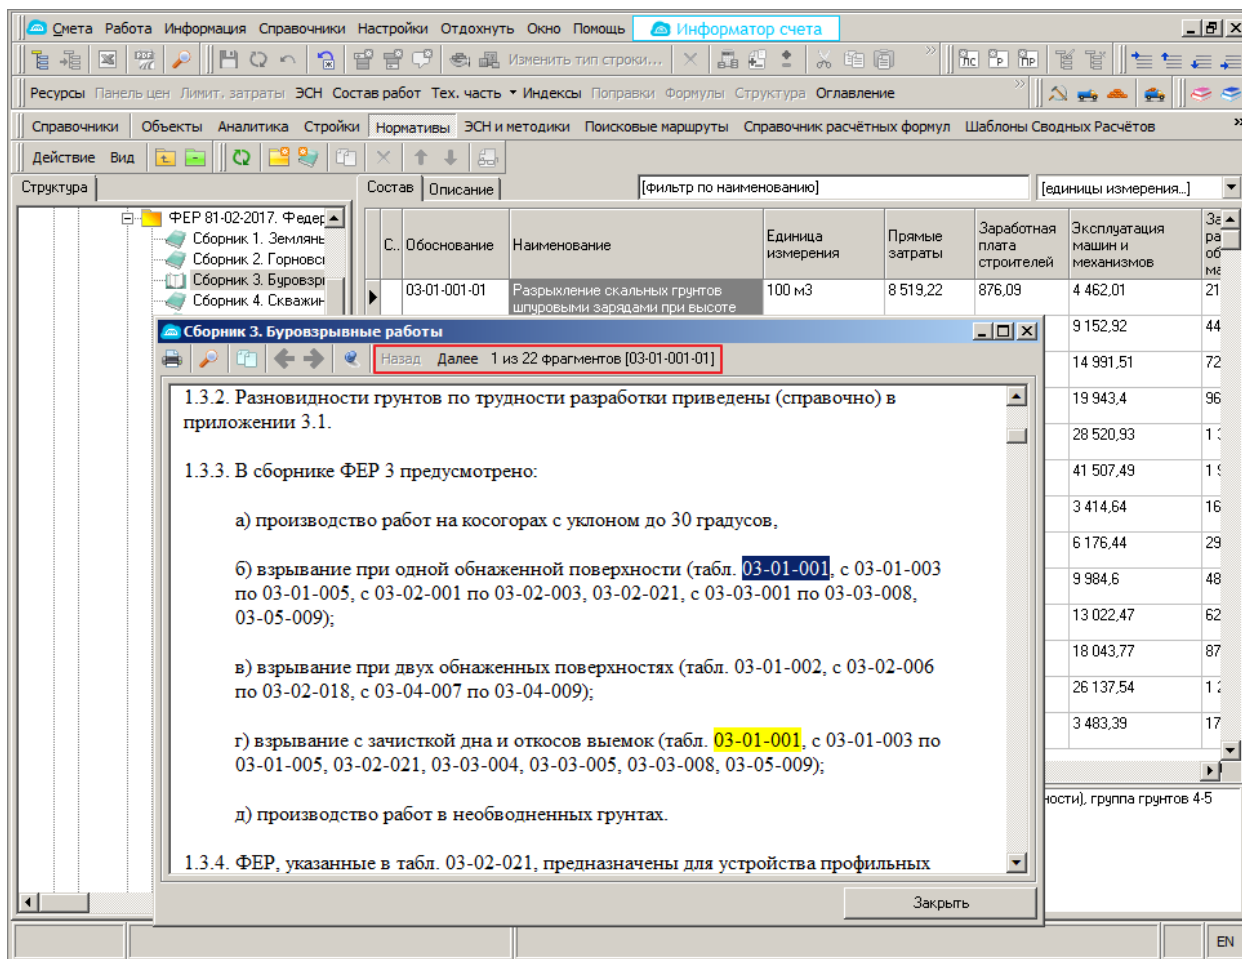 Смета Работа Информация Справочники Настройки Отдохнуть Окно Помощь Информатор счета
Изменить тип строки...
Ресурсы Панель цен Лимит. затраты ЭСН Состав работ Тех. часть Индексы Поправки Формулы Структура Оглавление
Справочники Объекты Аналитика Стройки Нормативы ЭСН и методики Поисковые маршруты Справочник расчётных формул Шаблоны Сводных Расчётов
Действие Вид
Структура Состав Описание [фильтр по наименованию] [единицы измерения...]
ФЕР 81-02-2017. Федер
Сборник 1. Землянь
Сборник 2. Горновс
Сборник 3. Буровзр
Сборник 4. Скважин
С.. Обоснование Наименование Единица измерения Прямые затраты Заработная плата строителей Эксплуатация машин и механизмов
03-01-001-01 Разрыхление скальных грунтов 100 м3 8 519,22 876,09 4 462,01 21
шпуровыми зарядами при высоте
Сборник 3. Буровзрывные работы
Назад Далее 1 из 22 фрагментов [03-01-001-01]
1.3.2. Разновидности грунтов по трудности разработки приведены (справочно) в
приложении 3.1.
1.3.3. В сборнике ФЕР 3 предусмотрено:
а) производство работ на косогорах с уклоном до 30 градусов,
б) взрывание при одной обнаженной поверхности (табл. 03-01-001, с 03-01-003
по 03-01-005, с 03-02-001 по 03-02-003, 03-02-021, с 03-03-001 по 03-03-008,
03-05-009);
в) взрывание при двух обнаженных поверхностях (табл. 03-01-002, с 03-02-006
по 03-02-018, с 03-04-007 по 03-04-009);
г) взрывание с зачисткой дна и откосов выемок (табл. 03-01-001, с 03-01-003 по
03-01-005, 03-02-021, 03-03-004, 03-03-005, 03-03-008, 03-05-009);
д) производство работ в необводненных грунтах.
1.3.4. ФЕР, указанные в табл. 03-02-021, предназначены для устройства профильных
Закрыть
9 152,92 44
14 991,51 72
19 943,4 96
28 520,93
41 507,49
3 414,64 16
6 176,44 29
9 984,6 48
13 022,47 62
18 043,77 87
26 137,54
3 483,39 17
ности), группа грунтов 4-5
EN